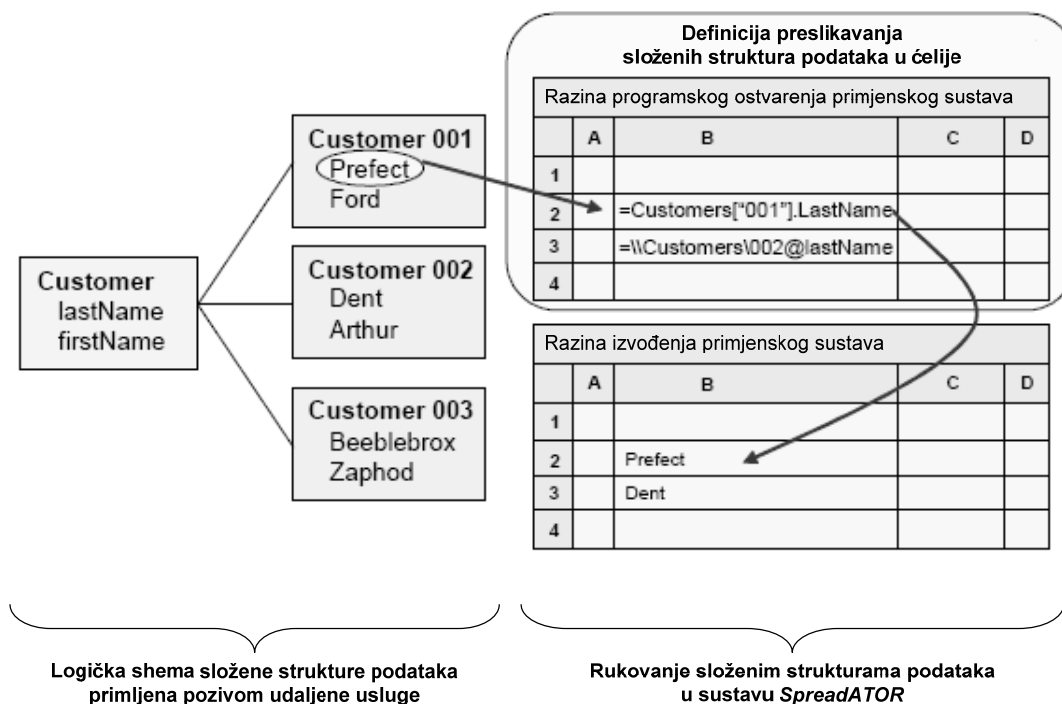 Definicija preslikavanja
složenih struktura podataka u ćelije
Razina programskog ostvarenja primjenskog sustava
A B C D
1
2 =Customers["001"].LastName
3 =\\Customers\002@lastName
4
Customer
lastName
firstName
Customer 001
Prefect
Ford
Customer 002
Dent
Arthur
Customer 003
Beeblebrox
Zaphod
Razina izvođenja primjenskog sustava
A B C D
1
2 Prefect
3 Dent
4
Logička shema složene strukture podataka
primljena pozivom udaljene usluge
Rukovanje složenim strukturama podataka
u sustavu SpreadATOR